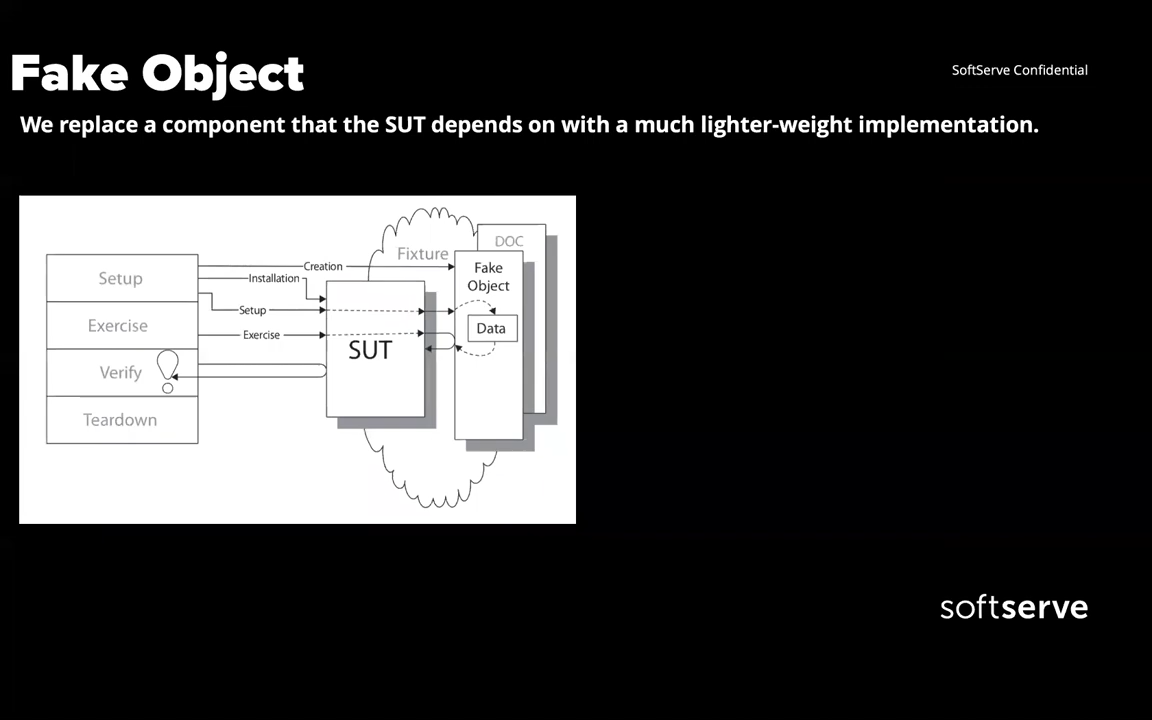 Fake Object
SoftServe Confidential
We replace a component that the SUT depends on with a much lighter-weight implementation.
Setup
Exercise
Verify
Teardown
Creation
Installation
Setup
Exercise
SUT
Fixture
DOC
Fake
Object
Data
softserve